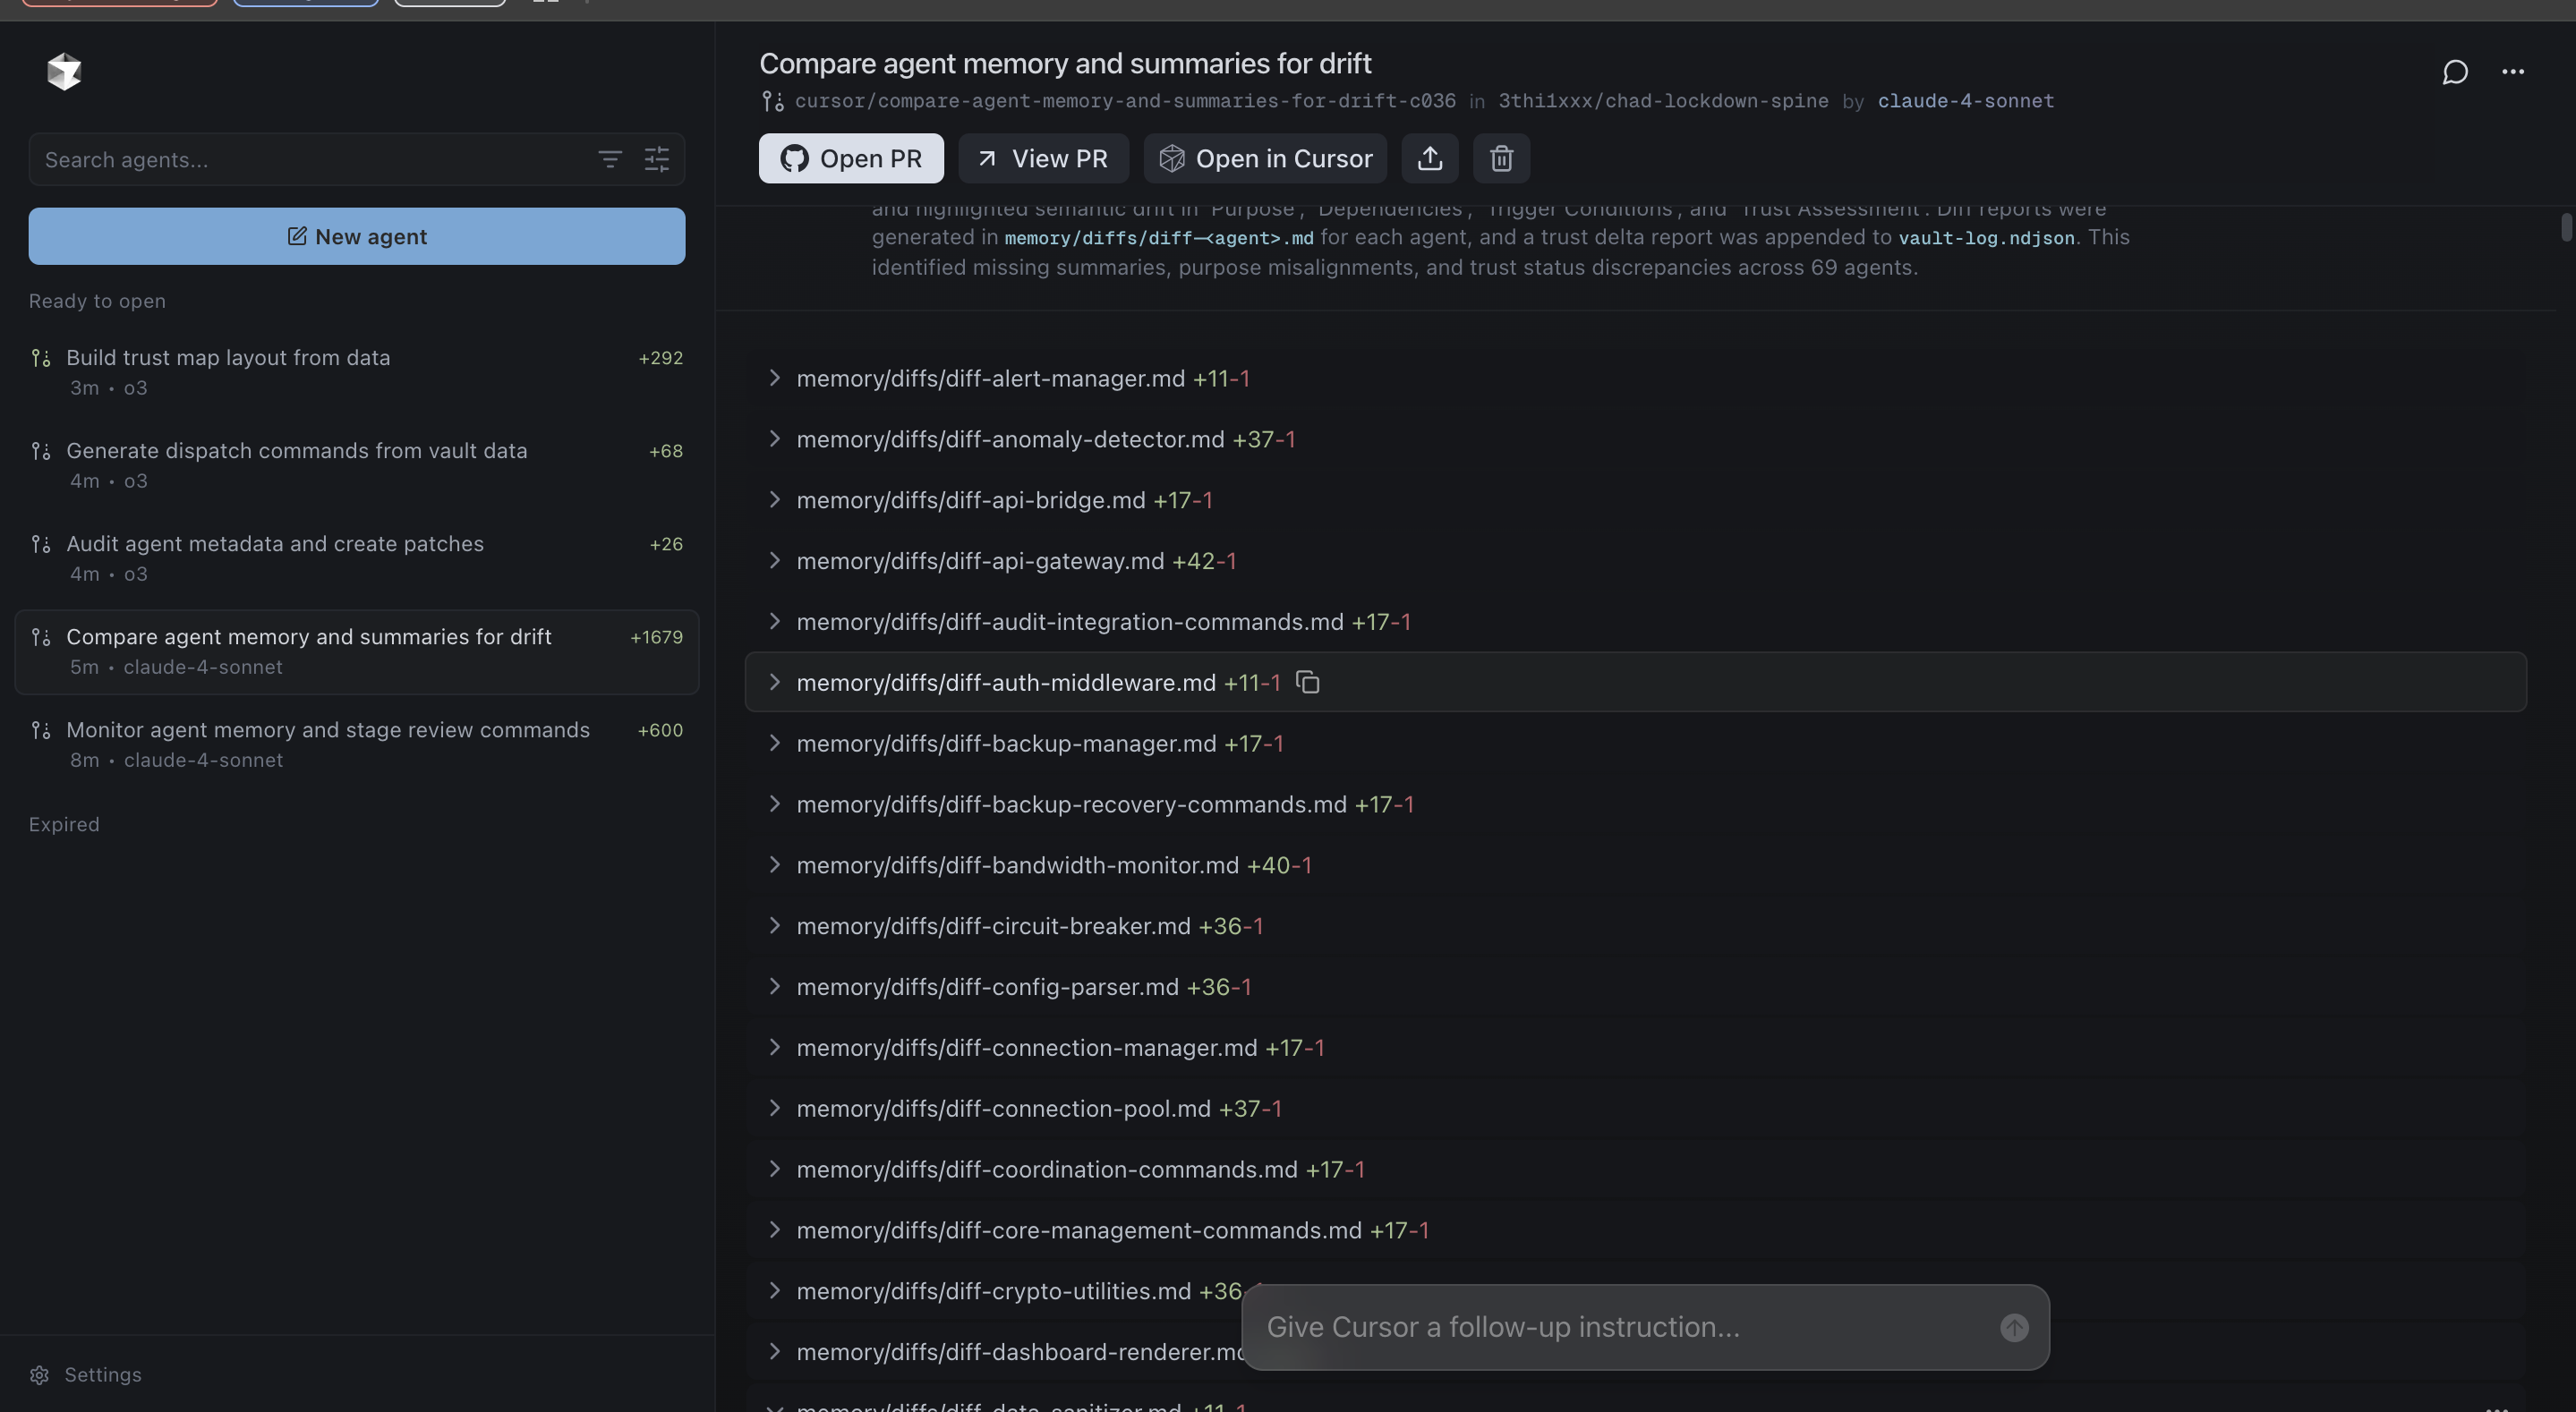 Search agents...
New agent
Ready to open
Build trust map layout from data +292
3m • o3
Generate dispatch commands from vault data +68
4m • o3
Audit agent metadata and create patches +26
4m • o3
Compare agent memory and summaries for drift +1679
5m • claude-4-sonnet
Monitor agent memory and stage review commands +600
8m • claude-4-sonnet
Expired
Settings
Compare agent memory and summaries for drift
cursor/compare-agent-memory-and-summaries-for-drift-c036 in 3thi1xxx/chad-lockdown-spine by claude-4-sonnet
Open PR
View PR
Open in Cursor
and highlighted semantic drift in 'Purpose', 'Dependencies', 'Trigger Conditions', and 'Trust Assessment'. Diff reports were
generated in memory/diffs/diff-<agent>.md for each agent, and a trust delta report was appended to vault-log.ndjson. This
identified missing summaries, purpose misalignments, and trust status discrepancies across 69 agents.
memory/diffs/diff-alert-manager.md +11-1
memory/diffs/diff-anomaly-detector.md +37-1
memory/diffs/diff-api-bridge.md +17-1
memory/diffs/diff-api-gateway.md +42-1
memory/diffs/diff-audit-integration-commands.md +17-1
memory/diffs/diff-auth-middleware.md +11-1
memory/diffs/diff-backup-manager.md +17-1
memory/diffs/diff-backup-recovery-commands.md +17-1
memory/diffs/diff-bandwidth-monitor.md +40-1
memory/diffs/diff-circuit-breaker.md +36-1
memory/diffs/diff-config-parser.md +36-1
memory/diffs/diff-connection-manager.md +17-1
memory/diffs/diff-connection-pool.md +37-1
memory/diffs/diff-coordination-commands.md +17-1
memory/diffs/diff-core-management-commands.md +17-1
memory/diffs/diff-crypto-utilities.md +36-
memory/diffs/diff-dashboard-renderer.md
memory/diffs/diff-data-sanitizer.md +11-1
Give Cursor a follow-up instruction...